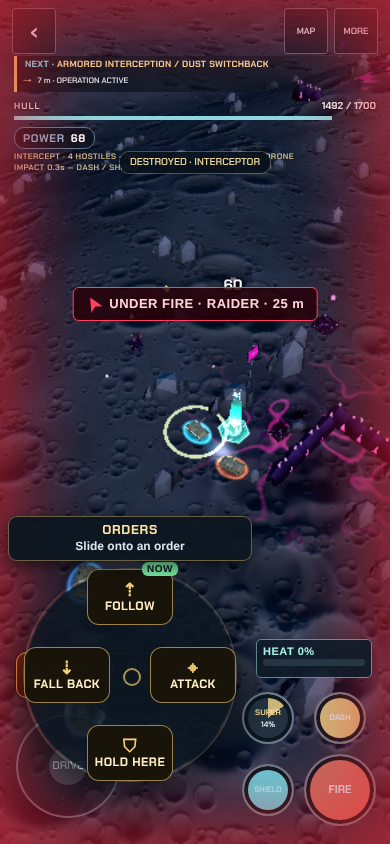 ‹
MAP
MORE
NEXT · ARMORED INTERCEPTION / DUST SWITCHBACK
→ 7 m · OPERATION ACTIVE
HULL
1492 / 1700
POWER 68
INTERCEPT · 4 HOSTILES ·
DESTROYED · INTERCEPTOR
IMPACT 0.3s — DASH /
60
UNDER FIRE · RAIDER · 25 m
ORDERS
Slide onto an order
NOW
FOLLOW
FALL BACK
ATTACK
HOLD HERE
HEAT 0%
SUPER
14%
DASH
DRIVE
SHIELD
FIRE